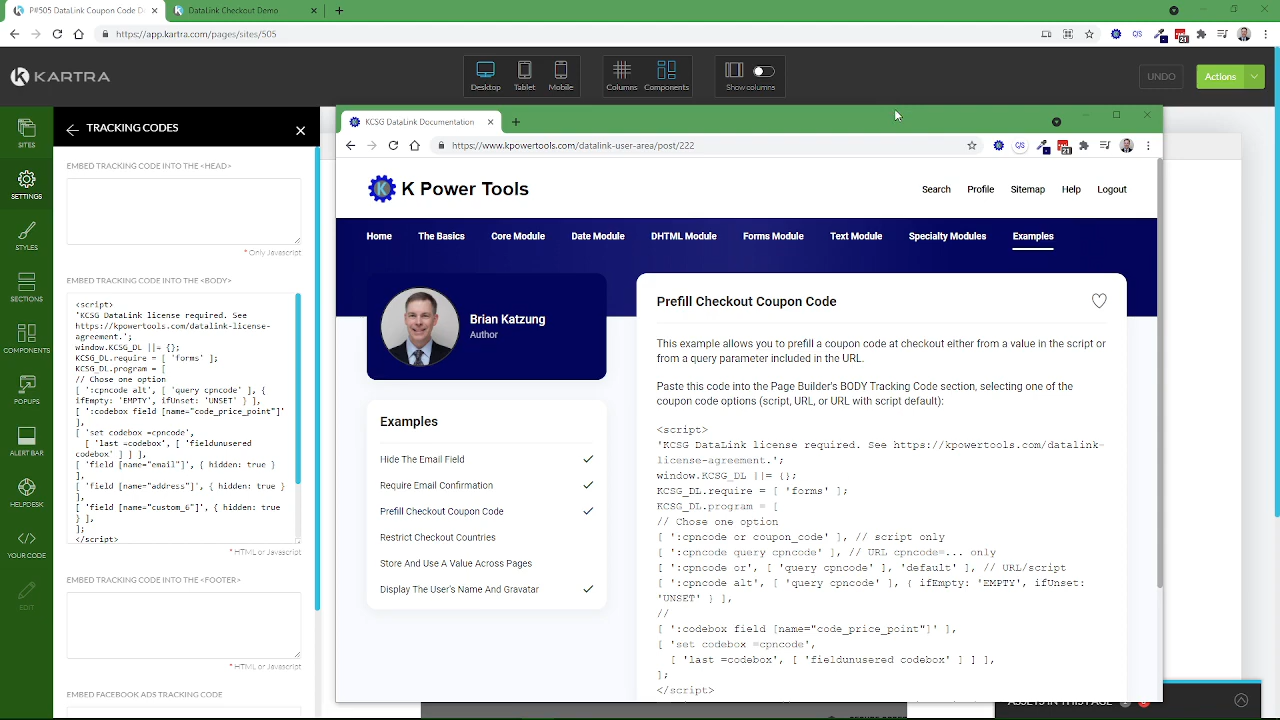 P#505 DataLink Coupon Code D
DataLink Checkout Demo
https://app.kartra.com/pages/sites/505
21
KARTRA
Desktop
Tablet
Mobile
Columns
Components
Show columns
UNDO
Actions
SITES
SETTINGS
STYLES
SECTIONS
COMPONENTS
POPUPS
ALERT BAR
HELPDESK
YOUR CODE
EDIT
TRACKING CODES
EMBED TRACKING CODE INTO THE <HEAD>
* Only Javascript
EMBED TRACKING CODE INTO THE <BODY>
<script>
'KCSG DataLink license required. See
https://kpowertools.com/datalink-license-
agreement.';
window.KCSG_DL ||= {};
KCSG_DL.require = [ 'forms' ];
KCSG_DL.program = [
// Chose one option
[ ':cpncode alt', [ 'query cpncode' ], {
ifEmpty: 'EMPTY', ifUnset: 'UNSET' } ],
[ ':codebox field [name="code_price_point"]'
],
[ 'set codebox =cpncode',
[ 'last =codebox', [ 'fieldunusered
codebox' ] ] ],
[ 'field [name="email"]', { hidden: true }
],
[ 'field [name="address"]', { hidden: true }
],
[ 'field [name="custom_6"]', { hidden: true
} ],
];
</script>
* HTML or Javascript
EMBED TRACKING CODE INTO THE <FOOTER>
* HTML or Javascript
EMBED FACEBOOK ADS TRACKING CODE
KCSG DataLink Documentation
https://www.kpowertools.com/datalink-user-area/post/222
21
K Power Tools
Search
Profile
Sitemap
Help
Logout
Home
The Basics
Core Module
Date Module
DHTML Module
Forms Module
Text Module
Specialty Modules
Examples
Brian Katzung
Author
Examples
Hide The Email Field
Require Email Confirmation
Prefill Checkout Coupon Code
Restrict Checkout Countries
Store And Use A Value Across Pages
Display The User's Name And Gravatar
Prefill Checkout Coupon Code
This example allows you to prefill a coupon code at checkout either from a value in the script or
from a query parameter included in the URL.
Paste this code into the Page Builder's BODY Tracking Code section, selecting one of the
coupon code options (script, URL, or URL with script default):
<script>
'KCSG DataLink license required. See https://kpowertools.com/datalink-
license-agreement.';
window.KCSG_DL ||= {};
KCSG_DL.require = [ 'forms' ];
KCSG_DL.program = [
// Chose one option
[ ':cpncode or coupon_code' ], // script only
[ ':cpncode query cpncode' ], // URL cpncode=... only
[ ':cpncode or', [ 'query cpncode' ], 'default' ], // URL/script
[ ':cpncode alt', [ 'query cpncode' ], { ifEmpty: 'EMPTY', ifUnset:
'UNSET' } ],
//
[ ':codebox field [name="code_price_point"]' ],
[ 'set codebox =cpncode',
[ 'last =codebox', [ 'fieldunusered codebox' ] ] ],
];
</script>
ASSETS IN THIS PAGE